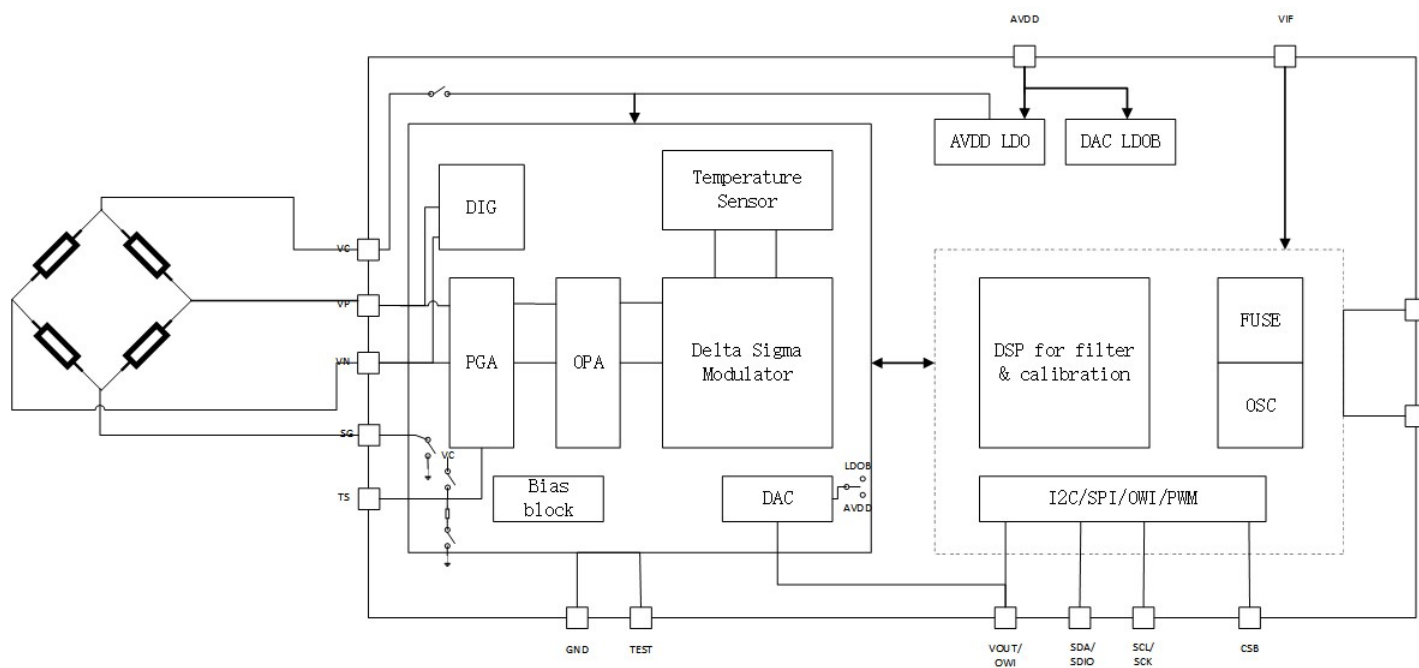 AVDD
VIF
AVDD LDO
DAC LDOB
Temperature
Sensor
DIG
VC
VP
VN
SG
TS
PGA
OPA
Delta Sigma
Modulator
DSP for filter
& calibration
FUSE
OSC
VC
Bias
block
DAC
LDOB
AVDD
I2C/SPI/OWI/PWM
GND
TEST
VOUT/
OWI
SDA/
SDIO
SCL/
SCK
CSB